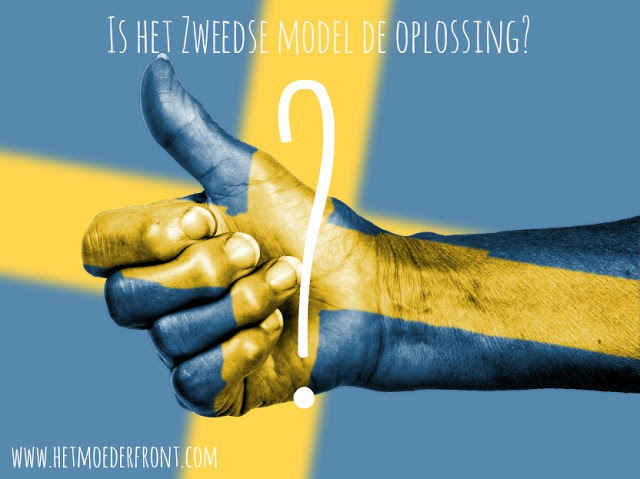 Is het Zweedse model de oplossing?
?
www.hetmoederfront.com